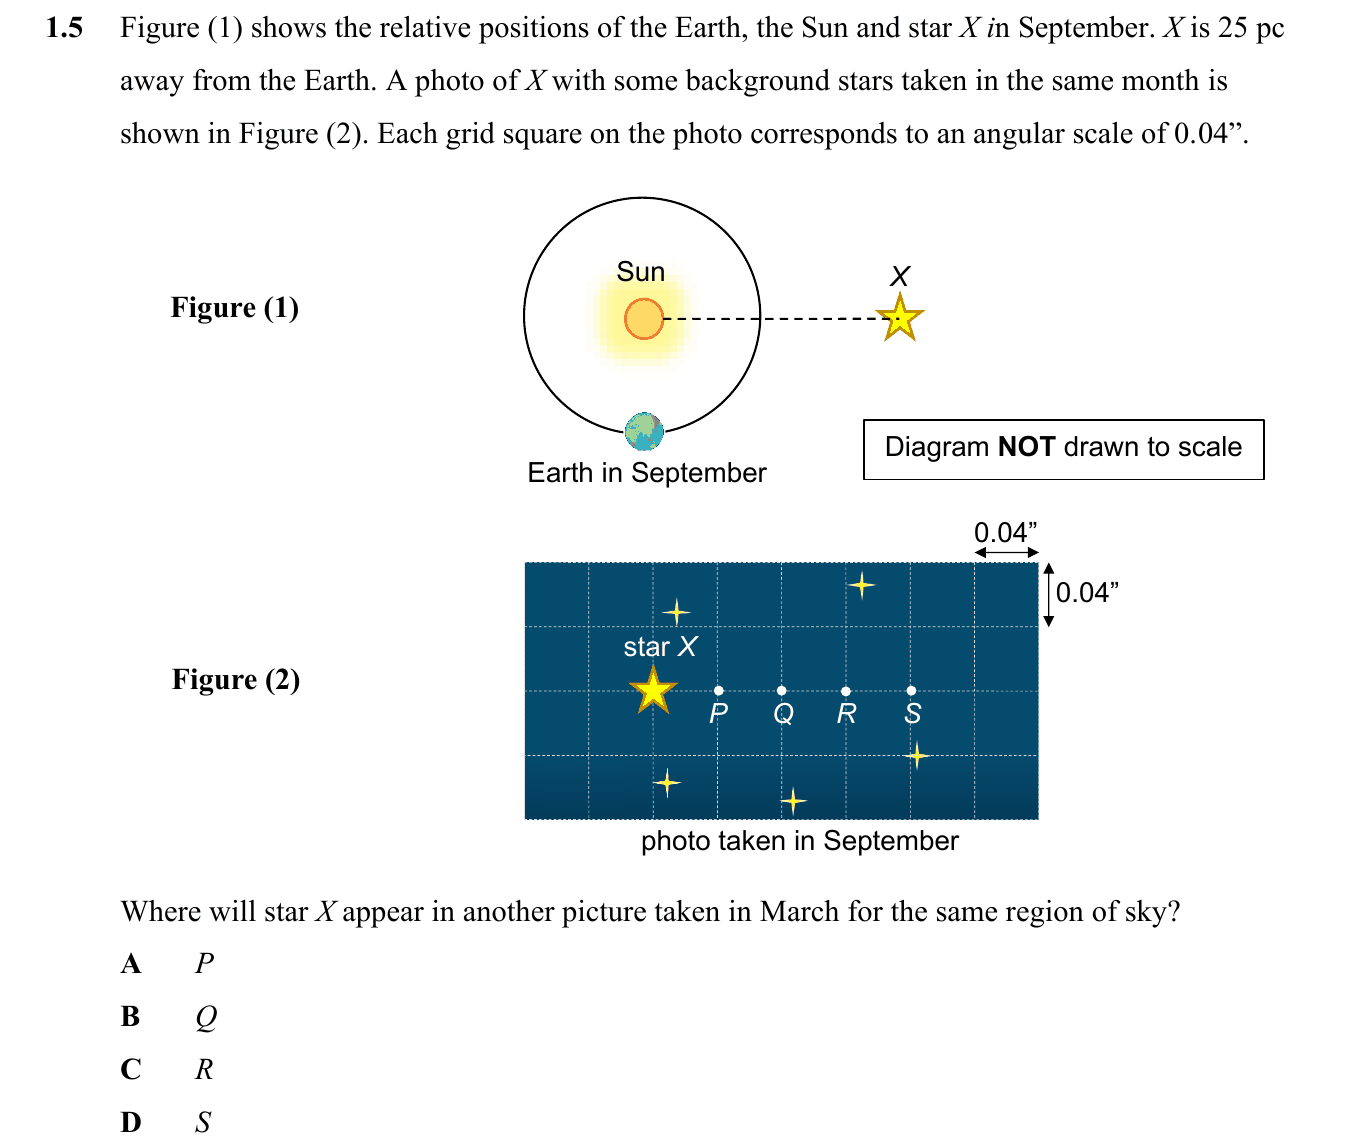 1.5 Figure (1) shows the relative positions of the Earth, the Sun and star X in September. X is 25 pc
away from the Earth. A photo of X with some background stars taken in the same month is
shown in Figure (2). Each grid square on the photo corresponds to an angular scale of 0.04”.
Sun
X
Figure (1)
Diagram NOT drawn to scale
Earth in September
0.04”
0.04”
star X
Figure (2)
P Q R S
photo taken in September
Where will star X appear in another picture taken in March for the same region of sky?
A P
B Q
C R
D S